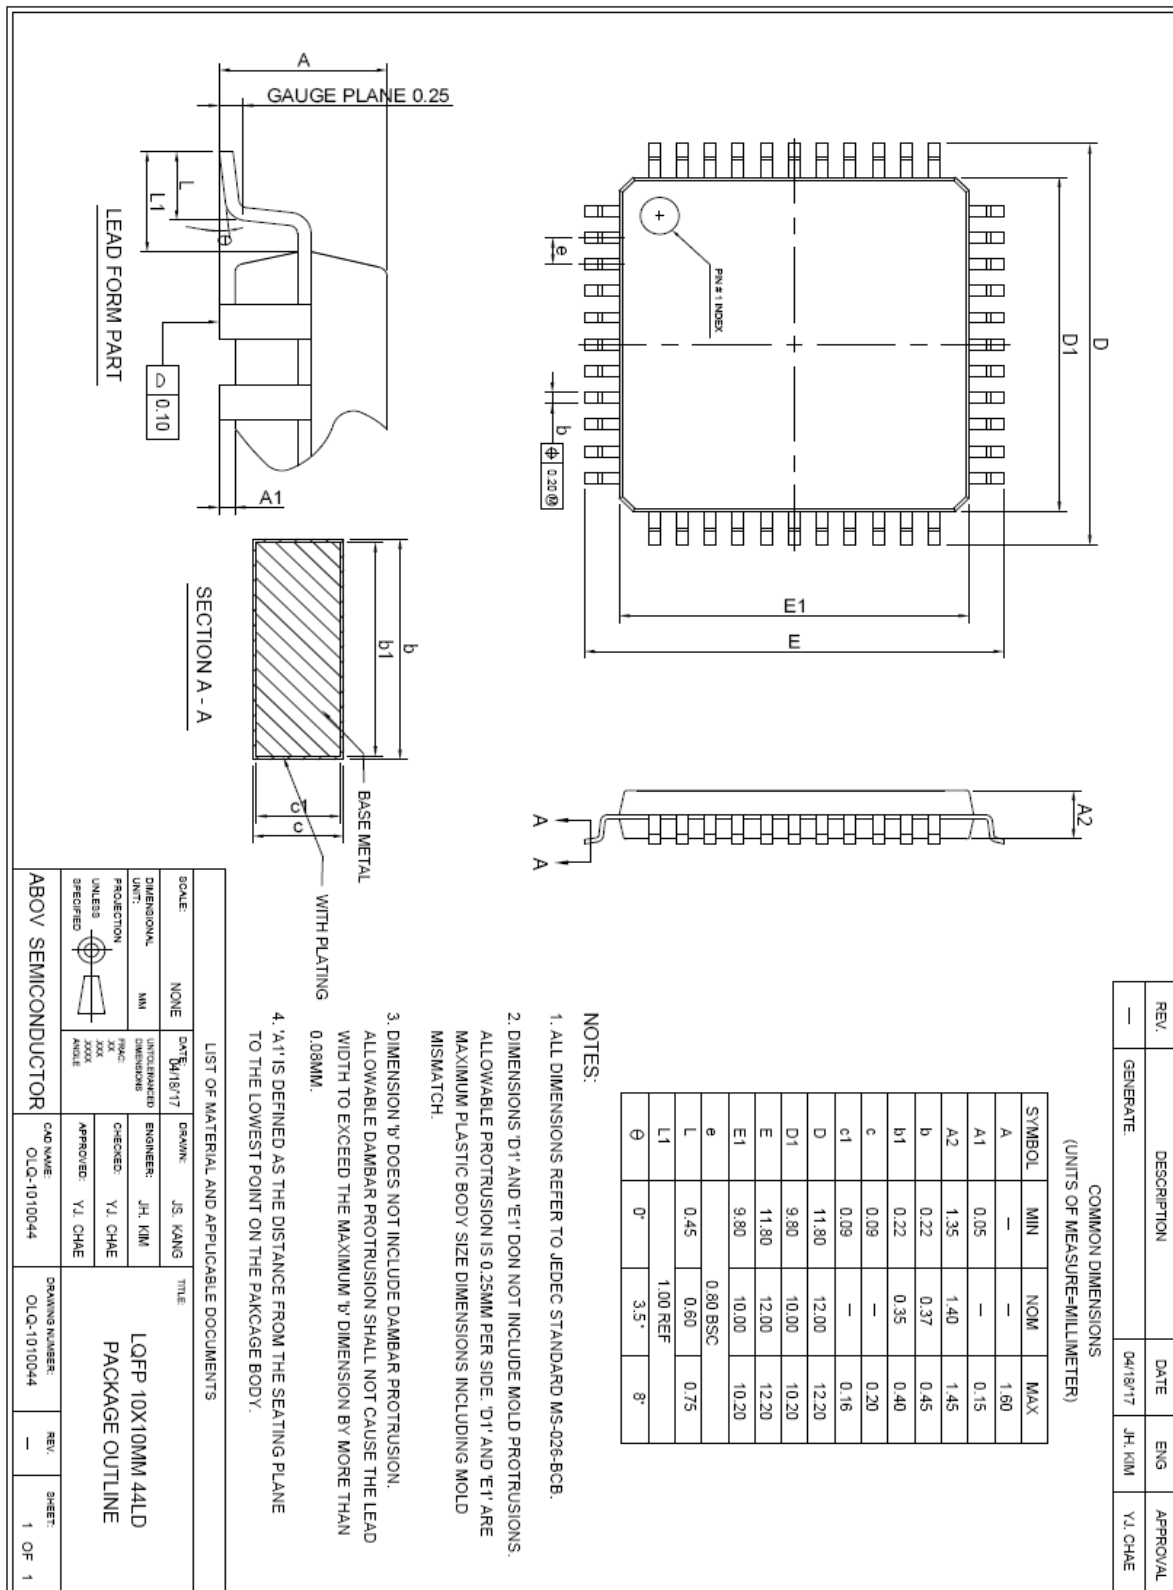 REV. DESCRIPTION DATE ENG APPROVAL
— GENERATE. 04/18/'17 JH. KIM YJ. CHAE
D
D1
PIN # 1 INDEX
e
b
0.20 Ⓜ
E1
E
A2
A A
COMMON DIMENSIONS
(UNITS OF MEASURE=MILLIMETER)
SYMBOL MIN NOM MAX
A — — 1.60
A1 0.05 — 0.15
A2 1.35 1.40 1.45
b 0.22 0.37 0.45
b1 0.22 0.35 0.40
c 0.09 — 0.20
c1 0.09 — 0.16
D 11.80 12.00 12.20
D1 9.80 10.00 10.20
E 11.80 12.00 12.20
E1 9.80 10.00 10.20
e 0.80 BSC
L 0.45 0.60 0.75
L1 1.00 REF
Θ 0° 3.5° 8°
A
GAUGE PLANE 0.25
L
L1
Θ
0.10
A1
LEAD FORM PART
b
b1
BASE METAL
c1
c
WITH PLATING
SECTION A - A
NOTES:
1. ALL DIMENSIONS REFER TO JEDEC STANDARD MS-026-BCB.
2. DIMENSIONS 'D1' AND 'E1' DON NOT INCLUDE MOLD PROTRUSIONS.
ALLOWABLE PROTRUSION IS 0.25MM PER SIDE. 'D1' AND 'E1' ARE
MAXIMUM PLASTIC BODY SIZE DIMENSIONS INCLUDING MOLD
MISMATCH.
3. DIMENSION 'b' DOES NOT INCLUDE DAMBAR PROTRUSION.
ALLOWABLE DAMBAR PROTRUSION SHALL NOT CAUSE THE LEAD
WIDTH TO EXCEED THE MAXIMUM 'b' DIMENSION BY MORE THAN
0.08MM.
4. 'A1' IS DEFINED AS THE DISTANCE FROM THE SEATING PLANE
TO THE LOWEST POINT ON THE PAKCAGE BODY.
LIST OF MATERIAL AND APPLICABLE DOCUMENTS
SCALE: NONE
DATE: 04/18/'17
DRAWN: JS. KANG
TITLE:
LQFP 10X10MM 44LD
PACKAGE OUTLINE
DIMENSIONAL
UNIT: MM
UNTOLERANCED
DIMENSIONS
ENGINEER: JH. KIM
PROJECTION
UNLESS
SPECIFIED
FRAC:
.XX
.XXX
.XXXX
ANGLE
CHECKED: YJ. CHAE
APPROVED: YJ. CHAE
ABOV SEMICONDUCTOR
CAD NAME:
OLQ-1010044
DRAWING NUMBER:
OLQ-1010044
REV.
—
SHEET:
1 OF 1